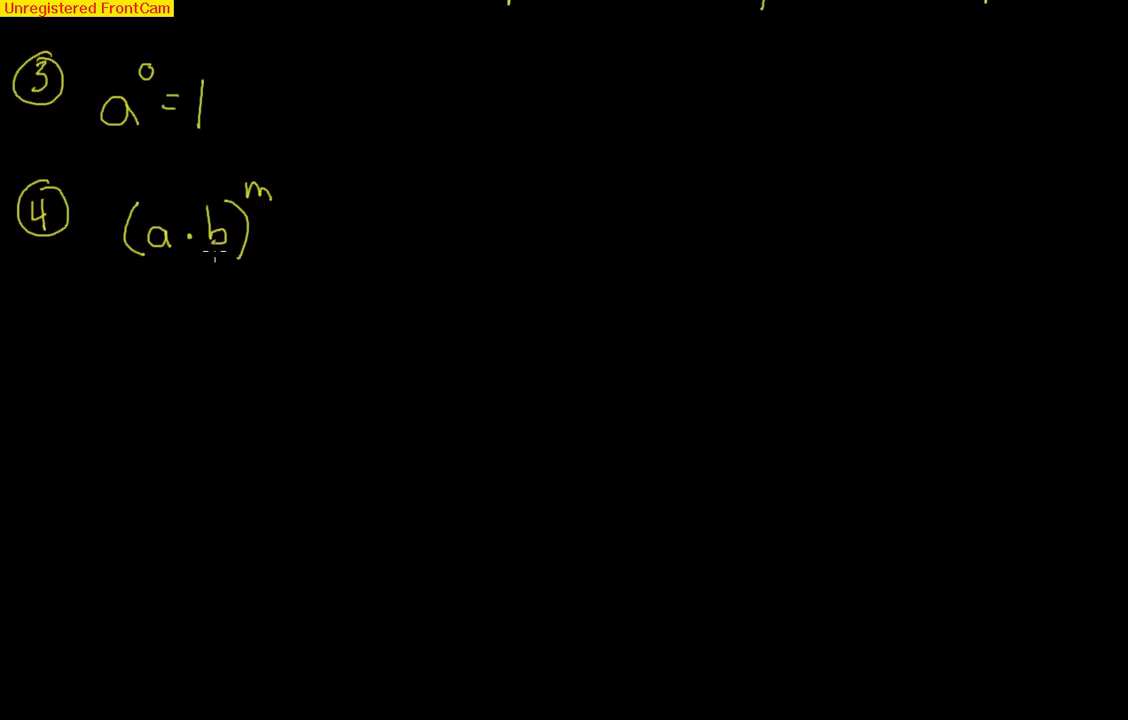 Unregistered FrontCam
③ a⁰ = 1
④ (a · b)ᵐ